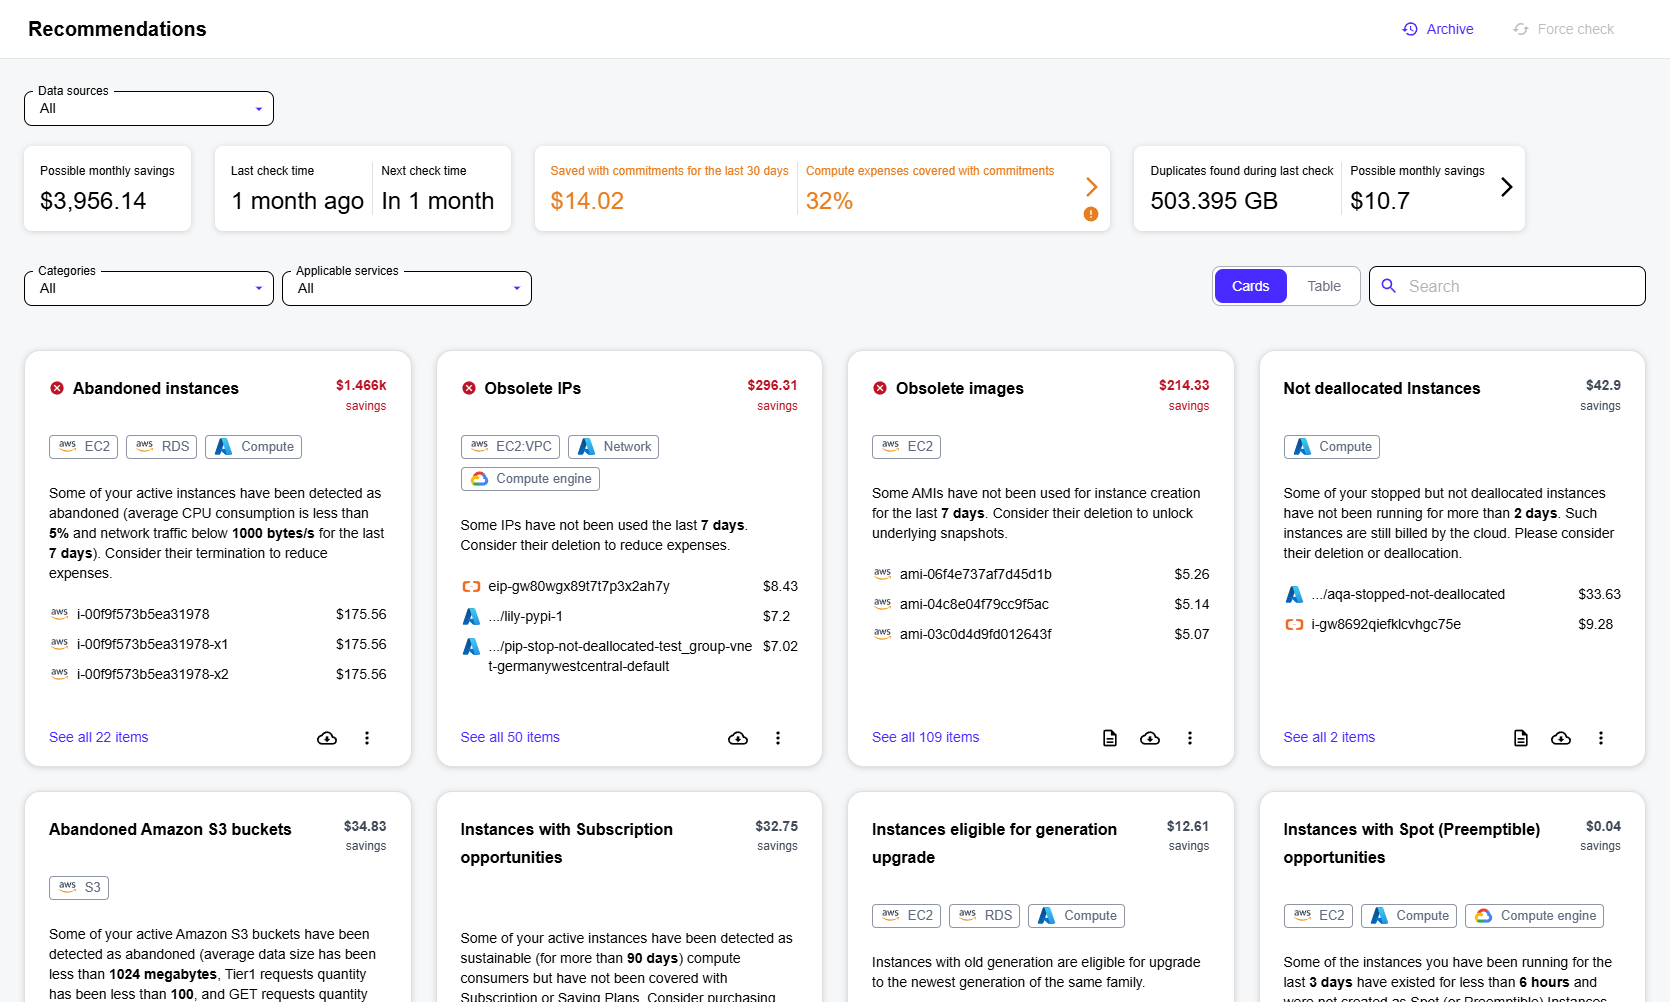 Recommendations
Archive
Force check
Data sources
All
Possible monthly savings
$3,956.14
Last check time
1 month ago
Next check time
In 1 month
Saved with commitments for the last 30 days
$14.02
Compute expenses covered with commitments
32%
Duplicates found during last check
503.395 GB
Possible monthly savings
$10.7
Categories
All
Applicable services
All
Cards
Table
Search
Abandoned instances
$1.466k
savings
aws EC2
aws RDS
Compute
Some of your active instances have been detected as
abandoned (average CPU consumption is less than
5% and network traffic below 1000 bytes/s for the last
7 days). Consider their termination to reduce
expenses.
aws i-00f9f573b5ea31978 $175.56
aws i-00f9f573b5ea31978-x1 $175.56
aws i-00f9f573b5ea31978-x2 $175.56
See all 22 items
Obsolete IPs
$296.31
savings
aws EC2:VPC
Network
Compute engine
Some IPs have not been used the last 7 days.
Consider their deletion to reduce expenses.
eip-gw80wgx89t7t7p3x2ah7y $8.43
.../lily-pypi-1 $7.2
.../pip-stop-not-deallocated-test_group-vne $7.02
t-germanywestcentral-default
See all 50 items
Obsolete images
$214.33
savings
aws EC2
Some AMIs have not been used for instance creation
for the last 7 days. Consider their deletion to unlock
underlying snapshots.
aws ami-06f4e737af7d45d1b $5.26
aws ami-04c8e04f79cc9f5ac $5.14
aws ami-03c0d4d9fd012643f $5.07
See all 109 items
Not deallocated Instances
$42.9
savings
Compute
Some of your stopped but not deallocated instances
have not been running for more than 2 days. Such
instances are still billed by the cloud. Please consider
their deletion or deallocation.
.../aqa-stopped-not-deallocated $33.63
i-gw8692qiefklcvhgc75e $9.28
See all 2 items
Abandoned Amazon S3 buckets
$34.83
savings
aws S3
Some of your active Amazon S3 buckets have been
detected as abandoned (average data size has been
less than 1024 megabytes, Tier1 requests quantity
has been less than 100, and GET requests quantity
Instances with Subscription
opportunities
$32.75
savings
Some of your active instances have been detected as
sustainable (for more than 90 days) compute
consumers but have not been covered with
Subscription or Saving Plans. Consider purchasing
Instances eligible for generation
upgrade
$12.61
savings
aws EC2
aws RDS
Compute
Instances with old generation are eligible for upgrade
to the newest generation of the same family.
Instances with Spot (Preemptible)
opportunities
$0.04
savings
aws EC2
Compute
Compute engine
Some of the instances you have been running for the
last 3 days have existed for less than 6 hours and
were not created as Spot (or Preemptible) Instances